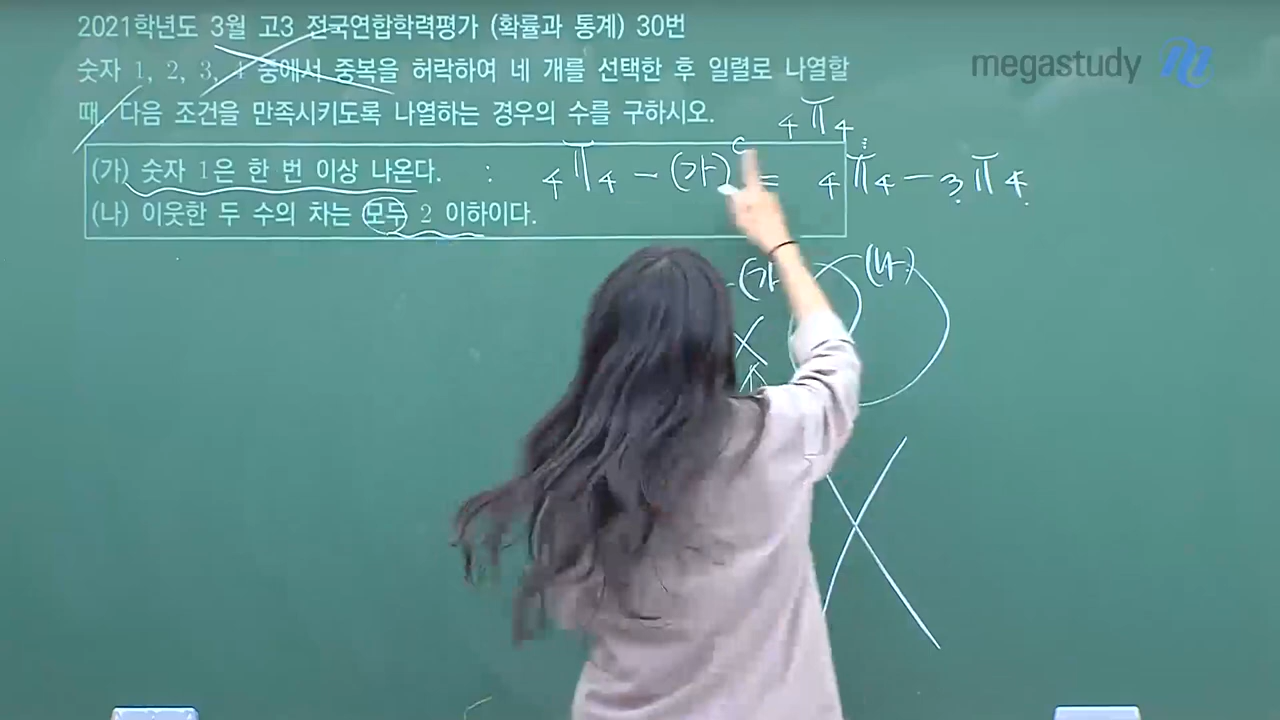 2021학년도 3월 고3 전국연합학력평가 (확률과 통계) 30번
megastudy
숫자 1, 2, 3, 4 중에서 중복을 허락하여 네 개를 선택한 후 일렬로 나열할
때, 다음 조건을 만족시키도록 나열하는 경우의 수를 구하시오.
4Π4
(가) 숫자 1은 한 번 이상 나온다. : 4Π4 - (가)c = 4Π4 - 3Π4
(나) 이웃한 두 수의 차는 모두 2 이하이다.
(가 (나)